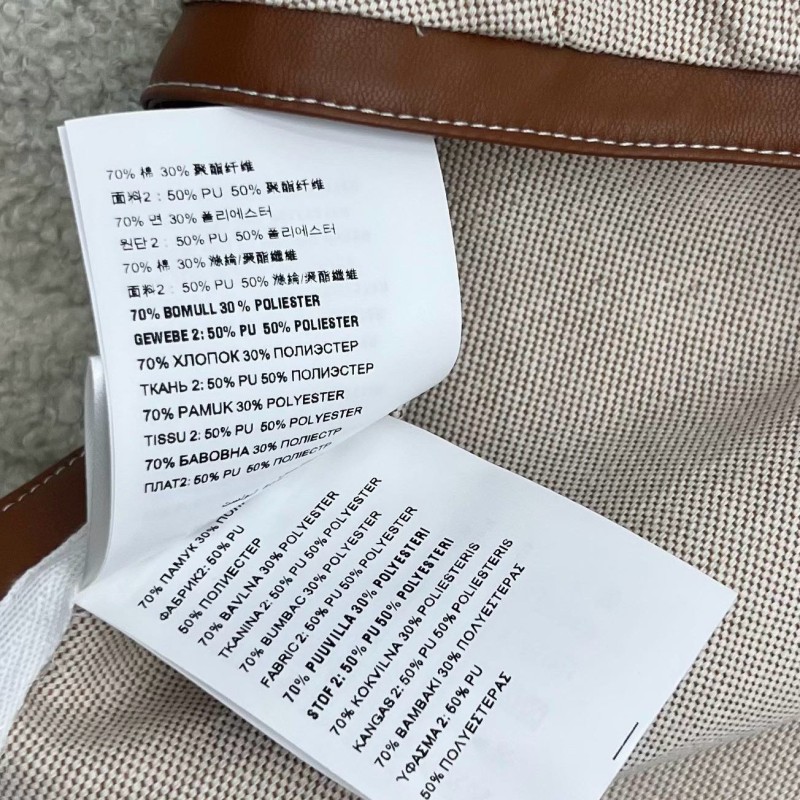 70% 棉 30% 聚酯纤维
面料2：50% PU 50% 聚酯纤维
70% 면 30% 폴리에스터
원단 2： 50% PU 50% 폴리에스터
70% 棉 30% 滌綸/聚酯纖維
面料2：50% PU 50% 滌綸/聚酯纖維
70% BOMULL 30 % POLIESTER
GEWEBE 2: 50% PU 50% POLIESTER
70% ХЛОПОК 30% ПОЛИЭСТЕР
ТКАНЬ 2: 50% PU 50% ПОЛИЭСТЕР
70% PAMUK 30% POLYESTER
TISSU 2: 50% PU 50% POLYESTER
70% БАВОВНА 30% ПОЛІЕСТР
ПЛАТ2: 50% PU 50% ПОЛІЕСТР
70% ПАМУК 30%
ФАБРИК2: 50% PU
50% ПОЛИЕСТЕР
70% BAVLNA 30% POLYESTER
TKANINA 2: 50% PU 50% POLYESTER
70% BUMBAC 30% POLYESTER
FABRIC 2: 50% PU 50% POLYESTER
70% PUUVILLA 30% POLYESTERI
STOF 2: 50% PU 50% POLYESTERI
70% KOKVILNA 30% POLIESTERIS
KANGAS 2: 50% PU 50% POLIESTERIS
70% ΒΑΜΒΑΚΙ 30% ΠΟΛΥΕΣΤΕΡΑΣ
ΥΦΑΣΜΑ 2: 50% PU
50% ΠΟΛΥΕΣΤΕΡΑΣ